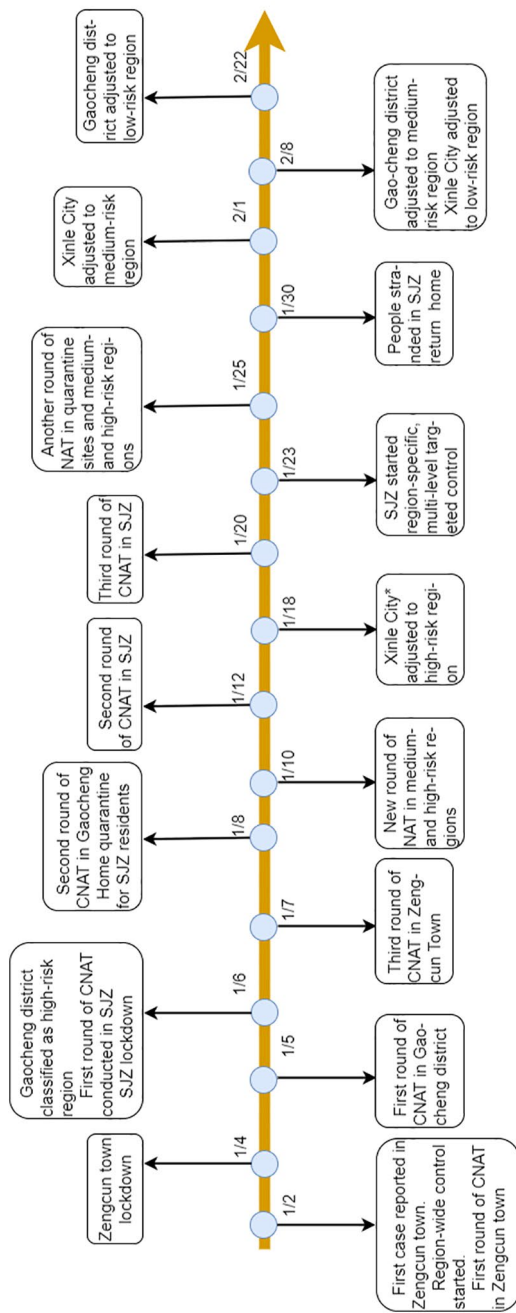 1/2
First case reported in
Zengcun town.
Region-wide control
started.
First round of CNAT
in Zengcun town
1/4
Zengcun town
lockdown
1/5
First round of
CNAT in Gao-
cheng district
1/6
Gaocheng district
classified as high-risk
region
First round of CNAT
conducted in SJZ
SJZ lockdown
1/7
Third round of
CNAT in Zeng-
cun Town
1/8
Second round of
CNAT in Gaocheng
Home quarantine
for SJZ residents
1/10
New round of
NAT in medium-
and high-risk re-
gions
1/12
Second round
of CNAT in SJZ
1/18
Xinle City*
adjusted to
high-risk regi-
on
1/20
Third round of
CNAT in SJZ
1/23
SJZ started
region-specific,
multi-level targ-
eted control
1/25
Another round of
NAT in quarantine
sites and medium-
and high-risk regi-
ons
1/30
People stra-
nded in SJZ
return home
2/1
Xinle City
adjusted to
medium-risk
region
2/8
Gao-cheng district
adjusted to medium-
risk region
Xinle City adjusted
to low-risk region
2/22
Gaocheng dist-
rict adjusted to
low-risk region